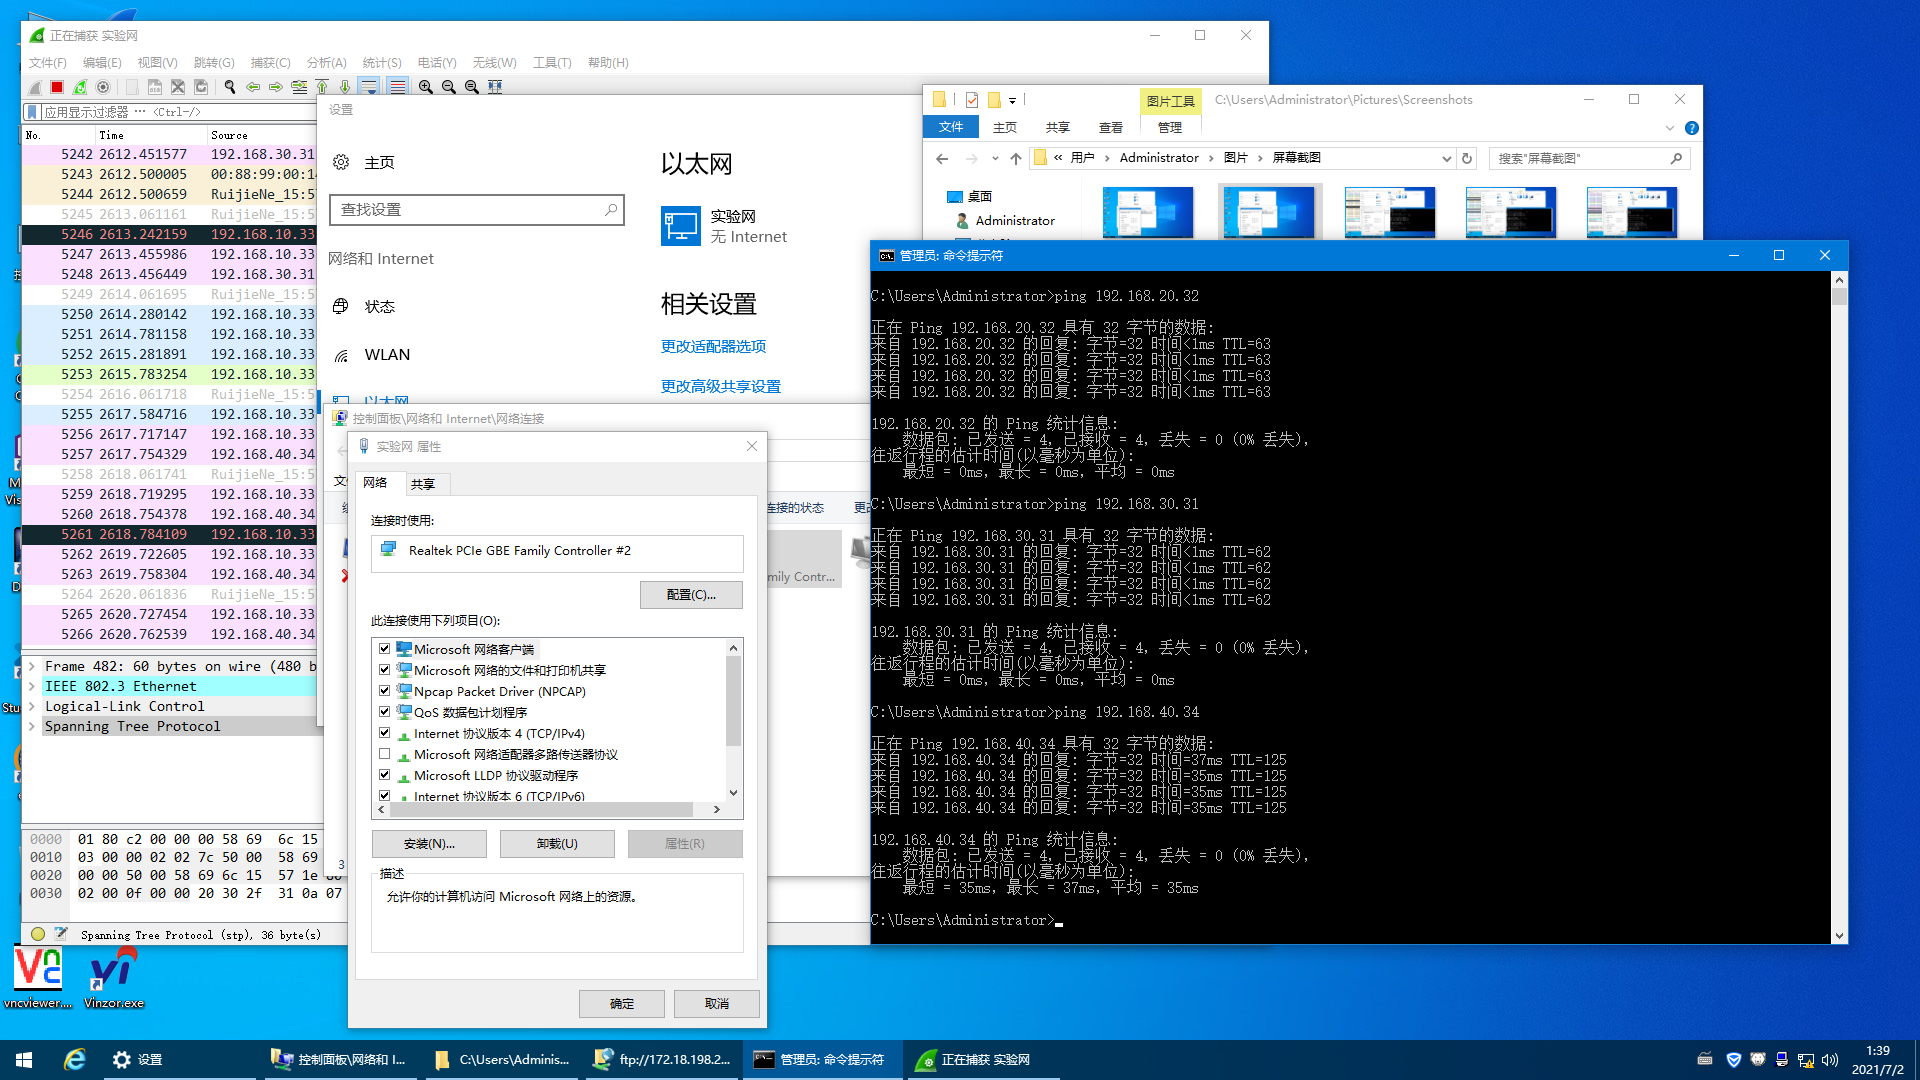 正在捕获 实验网
文件(F) 编辑(E) 视图(V) 跳转(G) 捕获(C) 分析(A) 统计(S) 电话(Y) 无线(W) 工具(T) 帮助(H)
应用显示过滤器 … <Ctrl-/>
No. Time Source
5242 2612.451577 192.168.30.31
5243 2612.500005 00:88:99:00:1
5244 2612.500659 RuijieNe_15:5
5245 2613.061161 RuijieNe_15:5
5246 2613.242159 192.168.10.33
5247 2613.455986 192.168.10.33
5248 2613.456449 192.168.30.31
5249 2614.061695 RuijieNe_15:5
5250 2614.280142 192.168.10.33
5251 2614.781158 192.168.10.33
5252 2615.281891 192.168.10.33
5253 2615.783254 192.168.10.33
5254 2616.061718 RuijieNe_15:5
5255 2617.584716 192.168.10.33
5256 2617.717147 192.168.10.33
5257 2617.754329 192.168.40.34
5258 2618.061741 RuijieNe_15:5
5259 2618.719295 192.168.10.33
5260 2618.754378 192.168.40.34
5261 2618.784109 192.168.10.33
5262 2619.722605 192.168.10.33
5263 2619.758304 192.168.40.34
5264 2620.061836 RuijieNe_15:5
5265 2620.727454 192.168.10.33
5266 2620.762539 192.168.40.34
Frame 482: 60 bytes on wire (480 b
IEEE 802.3 Ethernet
Logical-Link Control
Spanning Tree Protocol
0000 01 80 c2 00 00 00 58 69 6c 15
0010 03 00 00 02 02 7c 50 00 58 69
0020 00 00 50 00 58 69 6c 15 57 1e
0030 02 00 0f 00 00 20 30 2f 31 0a 07
Spanning Tree Protocol (stp), 36 byte(s)
设置
主页
查找设置
网络和 Internet
状态
WLAN
以太网
以太网
实验网
无 Internet
相关设置
更改适配器选项
更改高级共享设置
控制面板\网络和 Internet\网络连接
连接的状态
mily Contr...
3
实验网 属性
网络 共享
连接时使用:
Realtek PCIe GBE Family Controller #2
配置(C)...
此连接使用下列项目(O):
Microsoft 网络客户端
Microsoft 网络的文件和打印机共享
Npcap Packet Driver (NPCAP)
QoS 数据包计划程序
Internet 协议版本 4 (TCP/IPv4)
Microsoft 网络适配器多路传送器协议
Microsoft LLDP 协议驱动程序
Internet 协议版本 6 (TCP/IPv6)
安装(N)... 卸载(U) 属性(R)
描述
允许你的计算机访问 Microsoft 网络上的资源。
确定 取消
图片工具 C:\Users\Administrator\Pictures\Screenshots
文件 主页 共享 查看 管理
« 用户 › Administrator › 图片 › 屏幕截图
搜索"屏幕截图"
桌面
Administrator
管理员: 命令提示符
C:\Users\Administrator>ping 192.168.20.32
正在 Ping 192.168.20.32 具有 32 字节的数据:
来自 192.168.20.32 的回复: 字节=32 时间<1ms TTL=63
来自 192.168.20.32 的回复: 字节=32 时间<1ms TTL=63
来自 192.168.20.32 的回复: 字节=32 时间<1ms TTL=63
来自 192.168.20.32 的回复: 字节=32 时间<1ms TTL=63
192.168.20.32 的 Ping 统计信息:
数据包: 已发送 = 4，已接收 = 4，丢失 = 0 (0% 丢失)，
往返行程的估计时间(以毫秒为单位):
最短 = 0ms，最长 = 0ms，平均 = 0ms
C:\Users\Administrator>ping 192.168.30.31
正在 Ping 192.168.30.31 具有 32 字节的数据:
来自 192.168.30.31 的回复: 字节=32 时间<1ms TTL=62
来自 192.168.30.31 的回复: 字节=32 时间<1ms TTL=62
来自 192.168.30.31 的回复: 字节=32 时间<1ms TTL=62
来自 192.168.30.31 的回复: 字节=32 时间<1ms TTL=62
192.168.30.31 的 Ping 统计信息:
数据包: 已发送 = 4，已接收 = 4，丢失 = 0 (0% 丢失)，
往返行程的估计时间(以毫秒为单位):
最短 = 0ms，最长 = 0ms，平均 = 0ms
C:\Users\Administrator>ping 192.168.40.34
正在 Ping 192.168.40.34 具有 32 字节的数据:
来自 192.168.40.34 的回复: 字节=32 时间=37ms TTL=125
来自 192.168.40.34 的回复: 字节=32 时间=35ms TTL=125
来自 192.168.40.34 的回复: 字节=32 时间=35ms TTL=125
来自 192.168.40.34 的回复: 字节=32 时间=35ms TTL=125
192.168.40.34 的 Ping 统计信息:
数据包: 已发送 = 4，已接收 = 4，丢失 = 0 (0% 丢失)，
往返行程的估计时间(以毫秒为单位):
最短 = 35ms，最长 = 37ms，平均 = 35ms
C:\Users\Administrator>
vncviewer.... Vinzor.exe
设置 控制面板\网络和 I... C:\Users\Adminis... ftp://172.18.198.2... 管理员: 命令提示符 正在捕获 实验网
1:39
2021/7/2